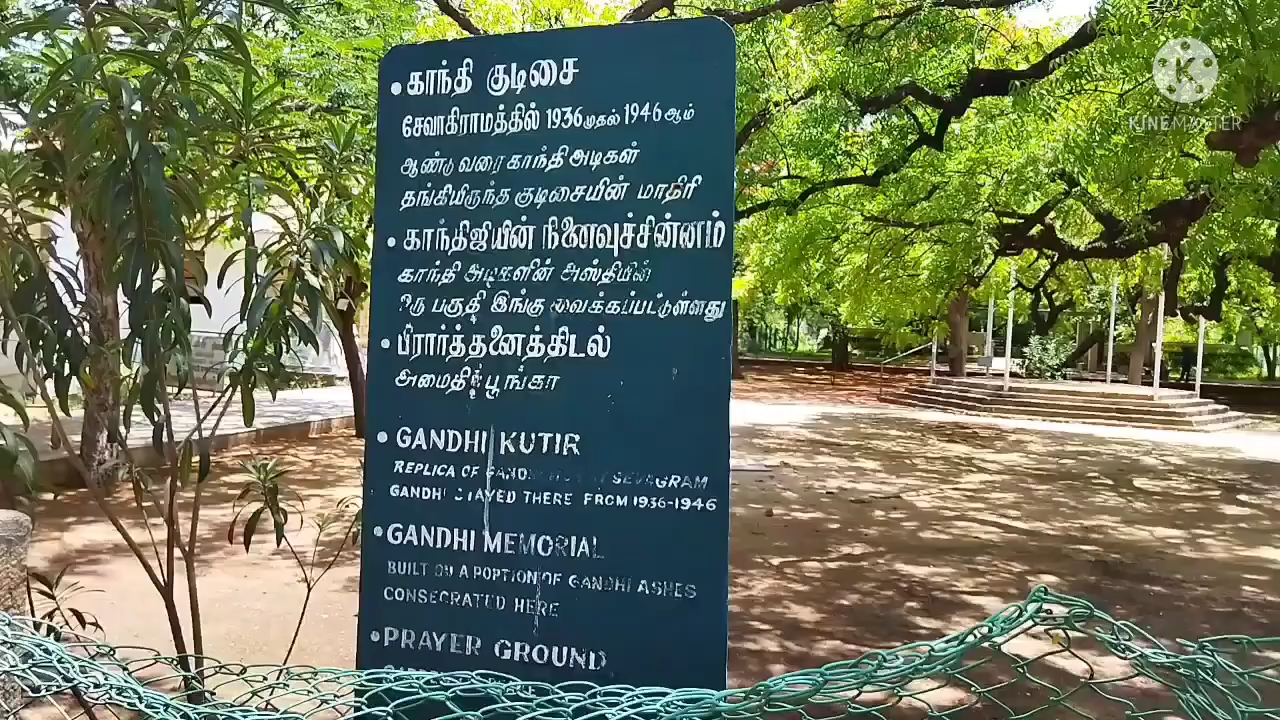 • காந்தி குடிசை
சேவாகிராமத்தில் 1936 முதல் 1946 ஆம்
ஆண்டு வரை காந்தி அடிகள்
தங்கியிருந்த குடிசையின் மாதிரி
• காந்திஜியின் நினைவுச்சின்னம்
காந்தி அடிகளின் அஸ்தியில்
ஒரு பகுதி இங்கு வைக்கப்பட்டுள்ளது
• பிரார்த்தனைத்திடல்
அமைதிப்பூங்கா
• GANDHI KUTIR
REPLICA OF SEVAGRAM
GANDHI STAYED THERE FROM 1936-1946
• GANDHI MEMORIAL
BUILT ON A PORTION OF GANDHI ASHES
CONSECRATED HERE
• PRAYER GROUND
KINEMASTER